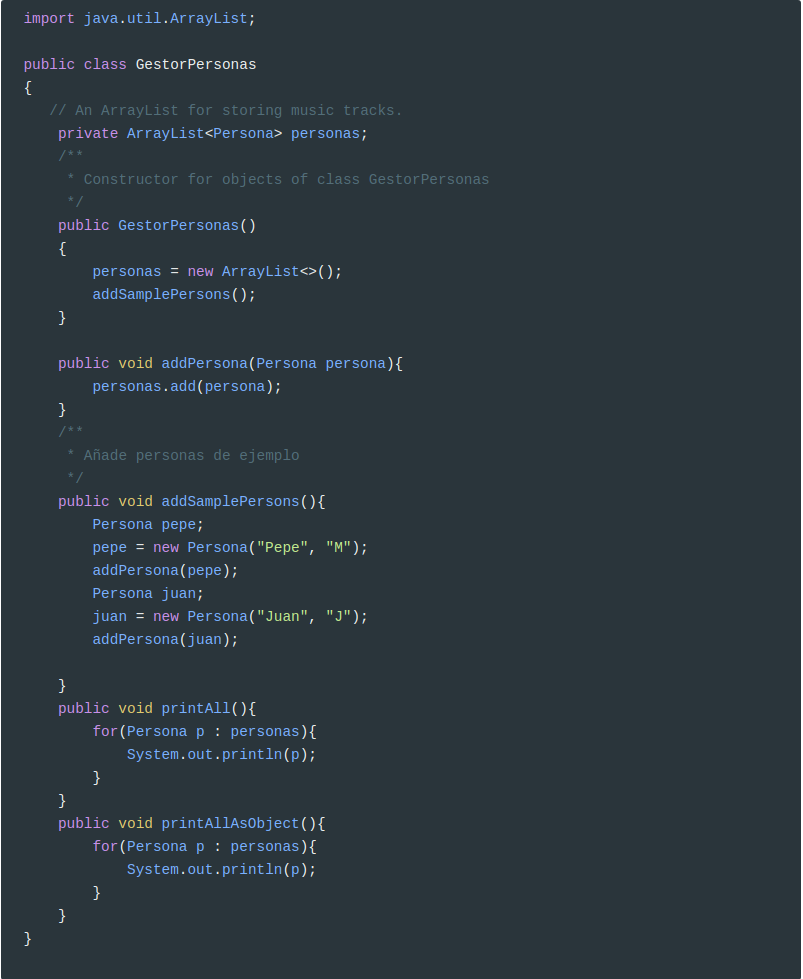 import java.util.ArrayList;
public class GestorPersonas
{
// An ArrayList for storing music tracks.
private ArrayList<Persona> personas;
/**
* Constructor for objects of class GestorPersonas
*/
public GestorPersonas()
{
personas = new ArrayList<>();
addSamplePersons();
}
public void addPersona(Persona persona){
personas.add(persona);
}
/**
* Añade personas de ejemplo
*/
public void addSamplePersons(){
Persona pepe;
pepe = new Persona("Pepe", "M");
addPersona(pepe);
Persona juan;
juan = new Persona("Juan", "J");
addPersona(juan);
}
public void printAll(){
for(Persona p : personas){
System.out.println(p);
}
}
public void printAllAsObject(){
for(Persona p : personas){
System.out.println(p);
}
}
}